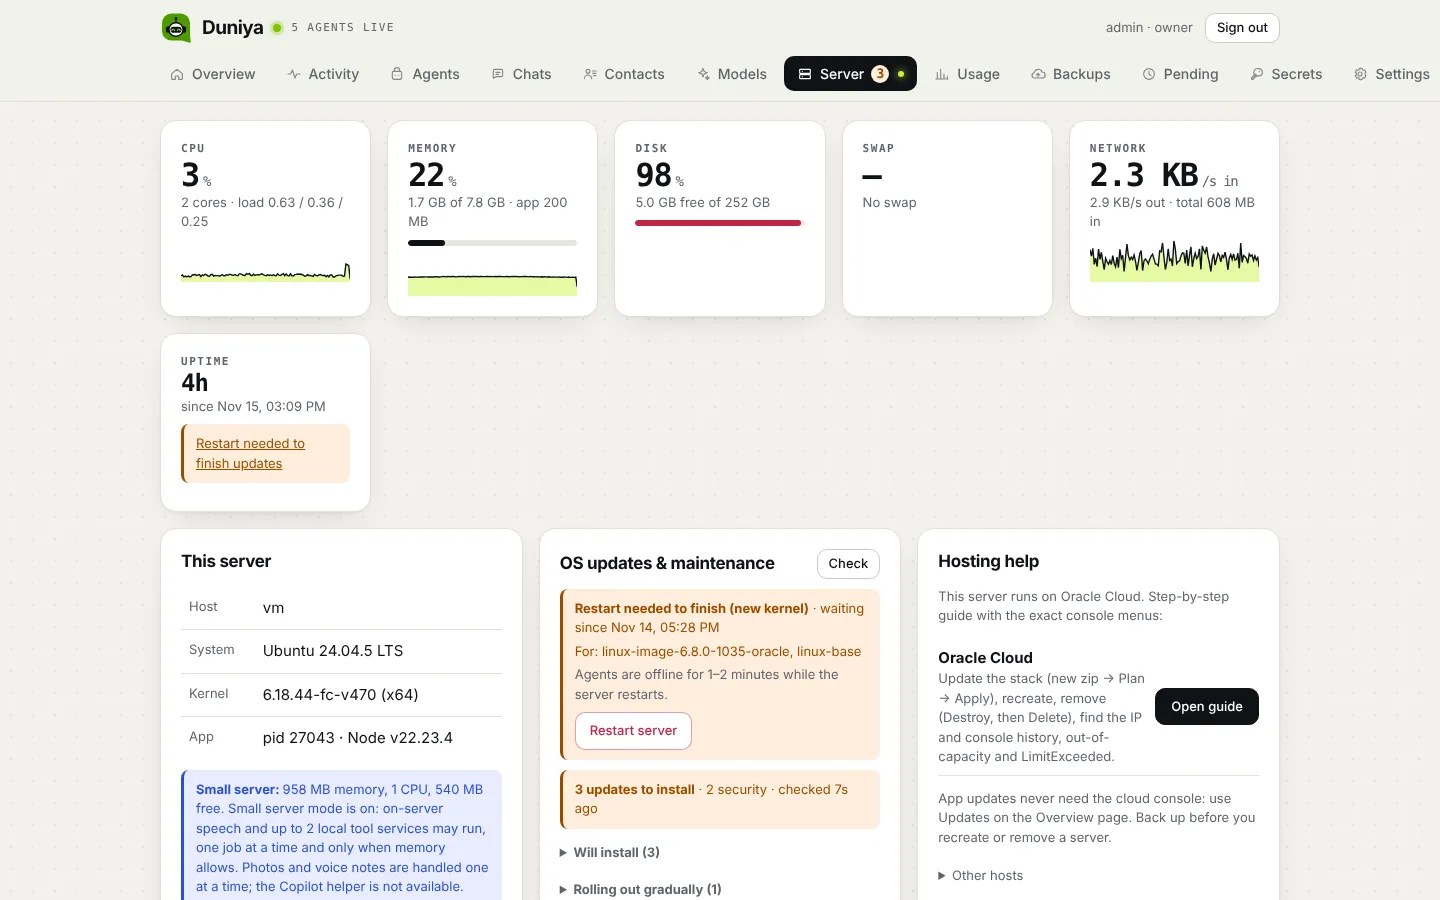 Duniya
5 AGENTS LIVE
admin · owner
Sign out
Overview
Activity
Agents
Chats
Contacts
Models
Server 3
Usage
Backups
Pending
Secrets
Settings
CPU
3 %
2 cores · load 0.63 / 0.36 /
0.25
MEMORY
22 %
1.7 GB of 7.8 GB · app 200
MB
DISK
98 %
5.0 GB free of 252 GB
SWAP
–
No swap
NETWORK
2.3 KB /s in
2.9 KB/s out · total 608 MB
in
UPTIME
4h
since Nov 15, 03:09 PM
Restart needed to
finish updates
This server
Host vm
System Ubuntu 24.04.5 LTS
Kernel 6.18.44-fc-v470 (x64)
App pid 27043 · Node v22.23.4
Small server: 958 MB memory, 1 CPU, 540 MB
free. Small server mode is on: on-server
speech and up to 2 local tool services may run,
one job at a time and only when memory
allows. Photos and voice notes are handled one
at a time; the Copilot helper is not available.
OS updates & maintenance
Check
Restart needed to finish (new kernel) · waiting
since Nov 14, 05:28 PM
For: linux-image-6.8.0-1035-oracle, linux-base
Agents are offline for 1–2 minutes while the
server restarts.
Restart server
3 updates to install · 2 security · checked 7s
ago
Will install (3)
Rolling out gradually (1)
Hosting help
This server runs on Oracle Cloud. Step-by-step
guide with the exact console menus:
Oracle Cloud
Update the stack (new zip → Plan
→ Apply), recreate, remove
(Destroy, then Delete), find the IP
and console history, out-of-
capacity and LimitExceeded.
Open guide
App updates never need the cloud console: use
Updates on the Overview page. Back up before you
recreate or remove a server.
Other hosts